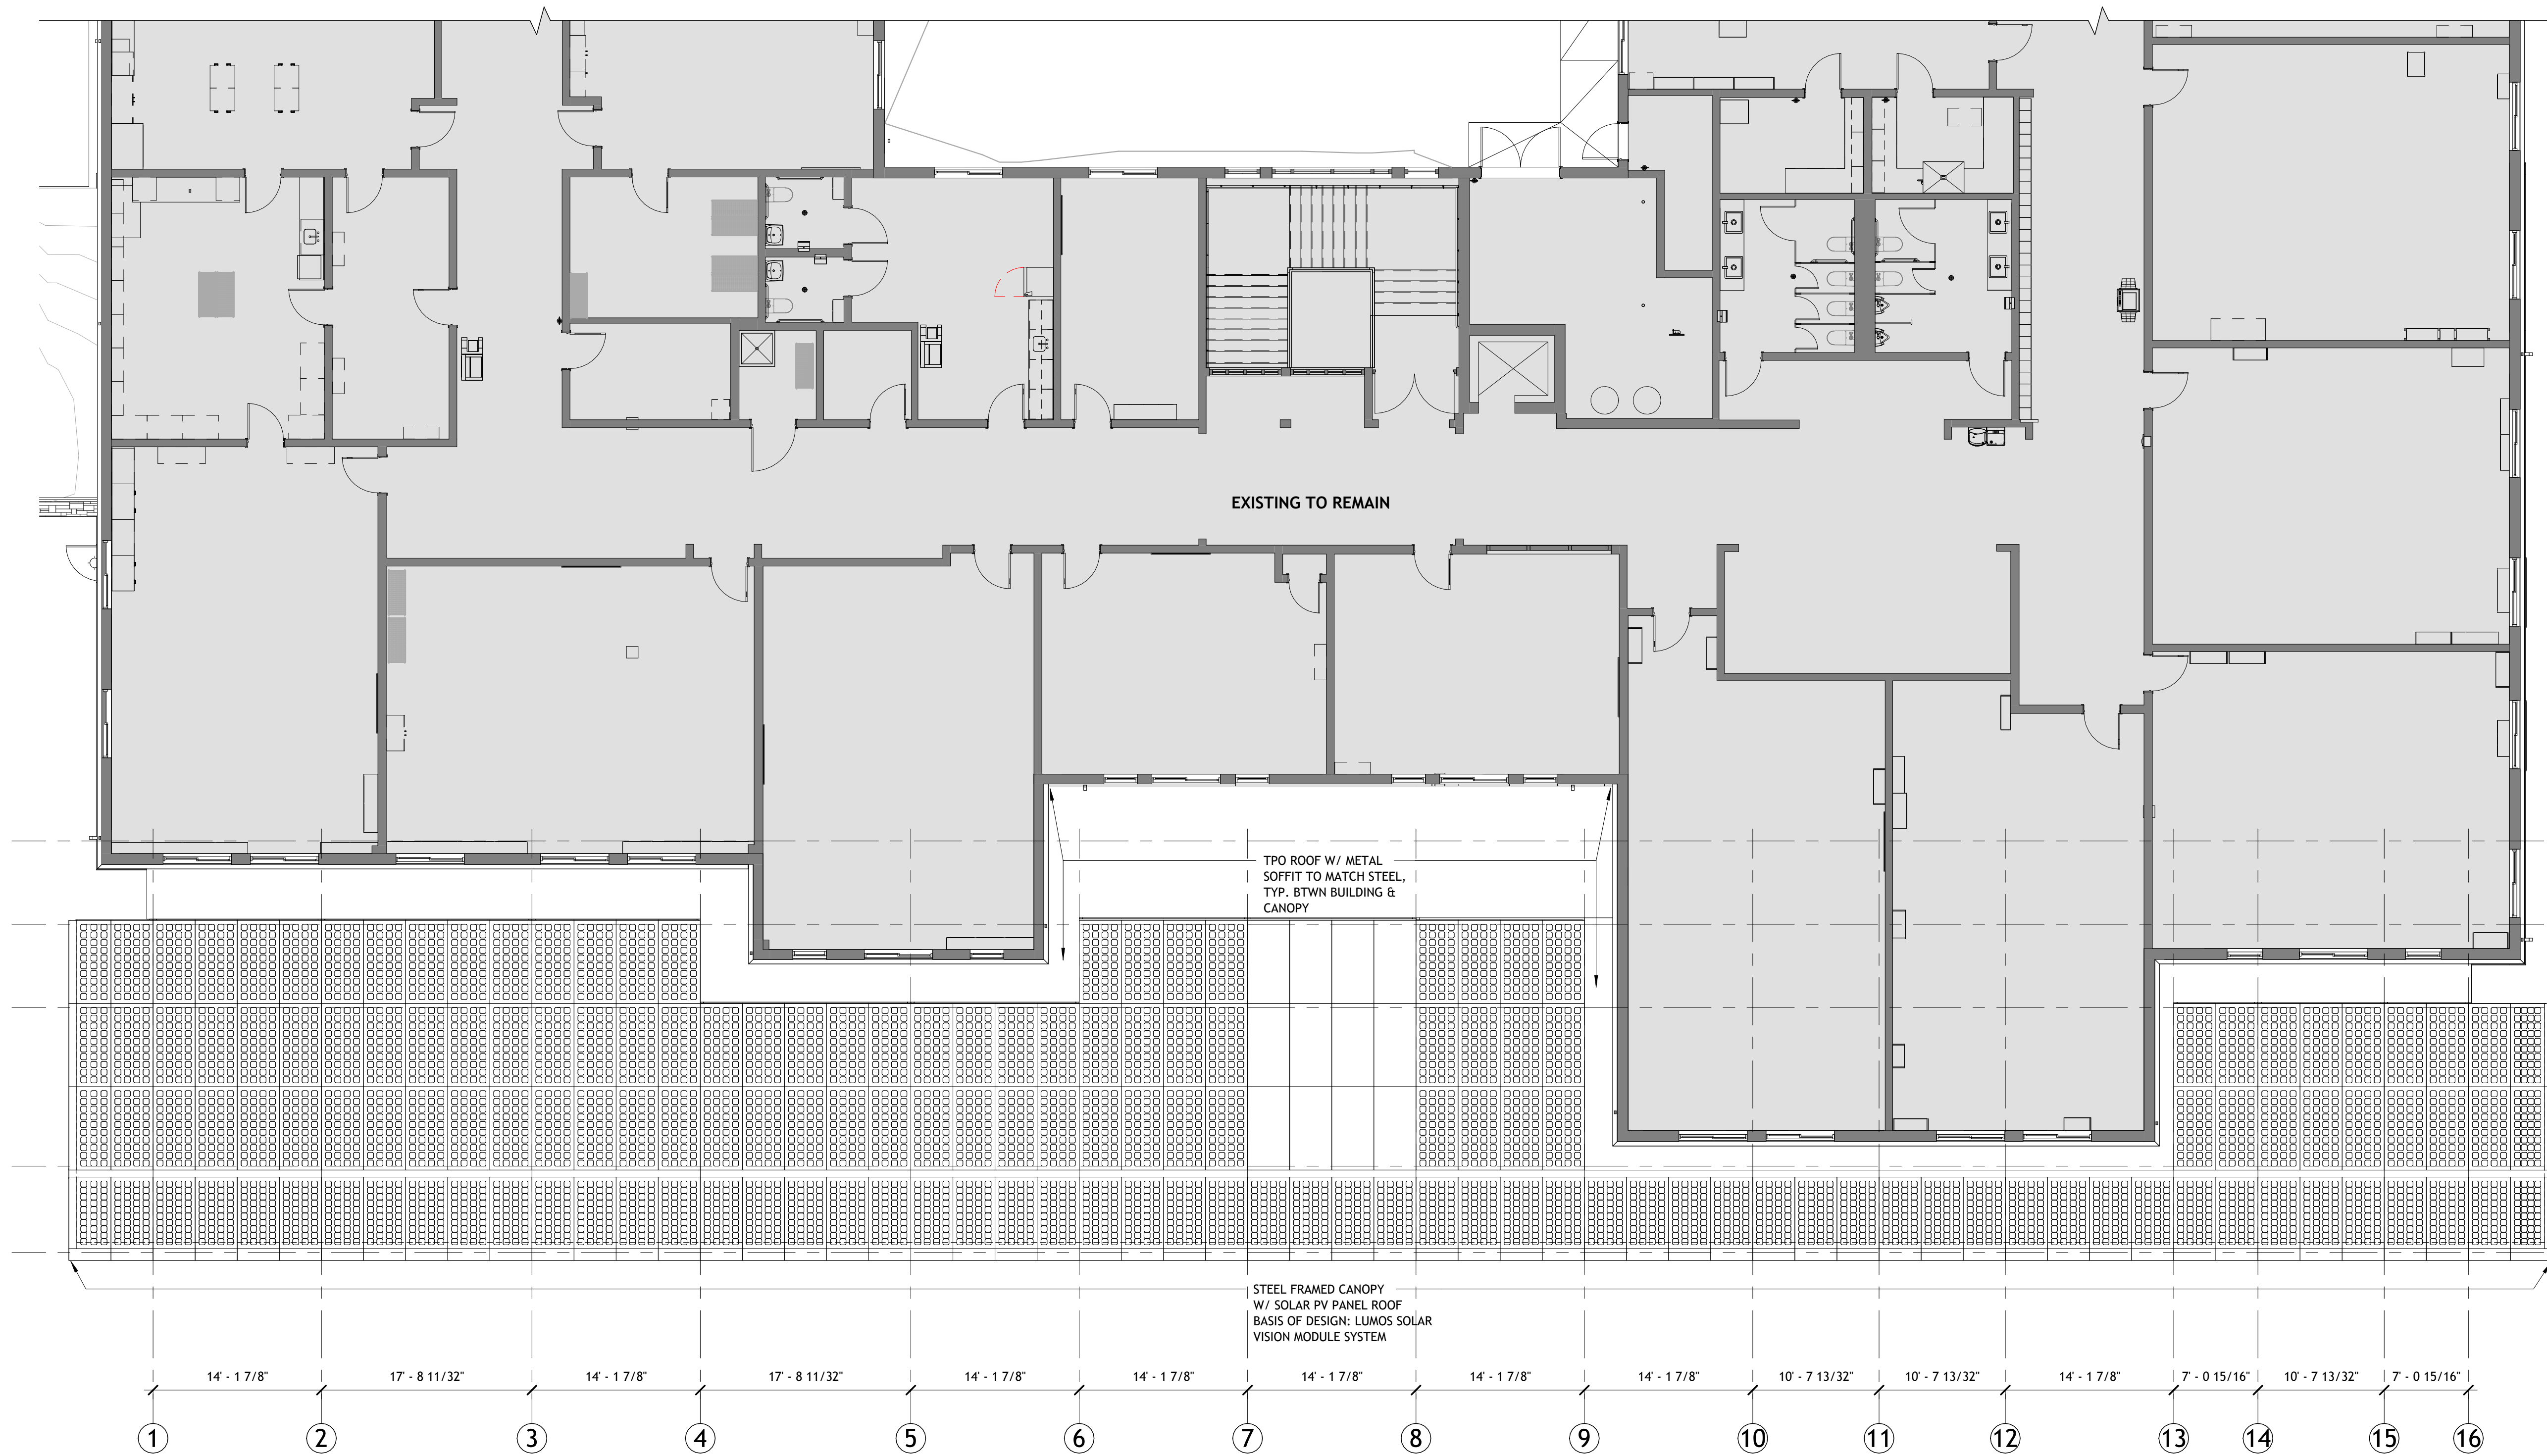 EXISTING TO REMAIN
TPO ROOF W/ METAL
SOFFIT TO MATCH STEEL,
TYP. BTWN BUILDING &
CANOPY
STEEL FRAMED CANOPY
W/ SOLAR PV PANEL ROOF
BASIS OF DESIGN: LUMOS SOLAR
VISION MODULE SYSTEM
14' - 1 7/8" 17' - 8 11/32" 14' - 1 7/8" 17' - 8 11/32" 14' - 1 7/8" 14' - 1 7/8" 14' - 1 7/8" 14' - 1 7/8" 14' - 1 7/8" 10' - 7 13/32" 10' - 7 13/32" 14' - 1 7/8" 7' - 0 15/16" 10' - 7 13/32" 7' - 0 15/16"
1 2 3 4 5 6 7 8 9 10 11 12 13 14 15 16